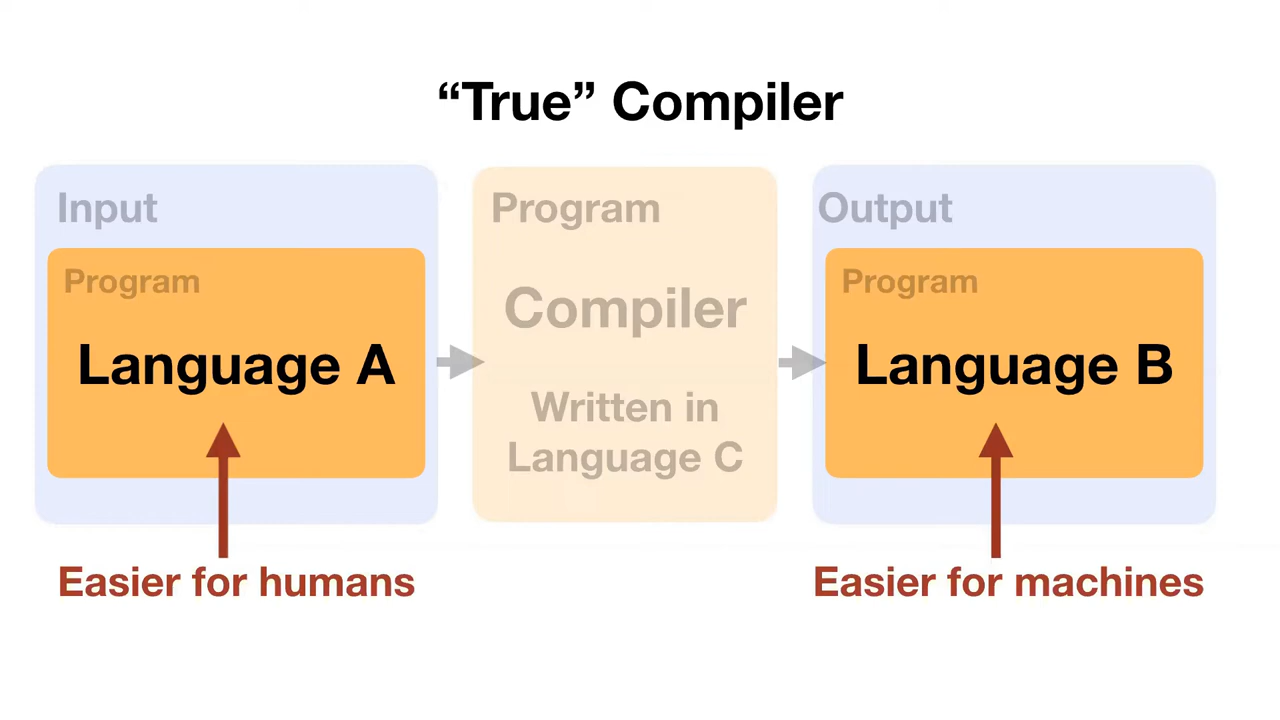 “True” Compiler
Input
Program
Language A
Program
Compiler
Written in
Language C
Output
Program
Language B
Easier for humans
Easier for machines